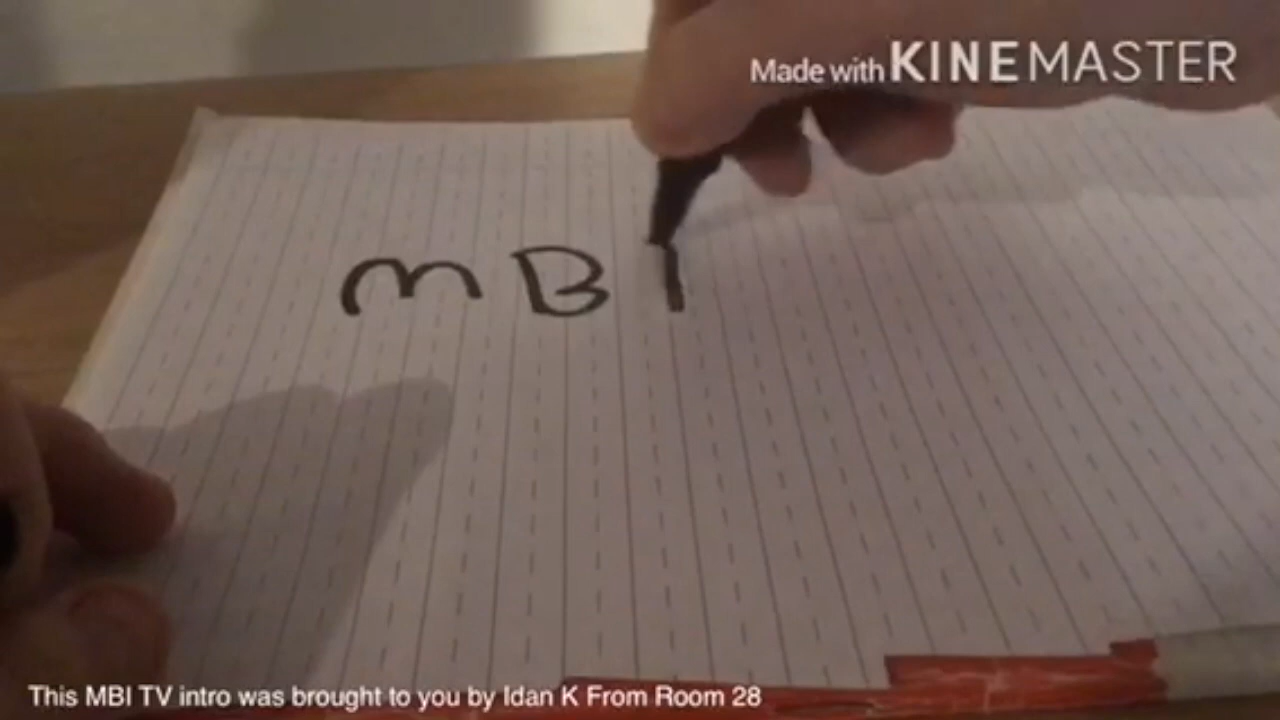 Made with KINEMASTER
MBI
This MBI TV intro was brought to you by Idan K From Room 28